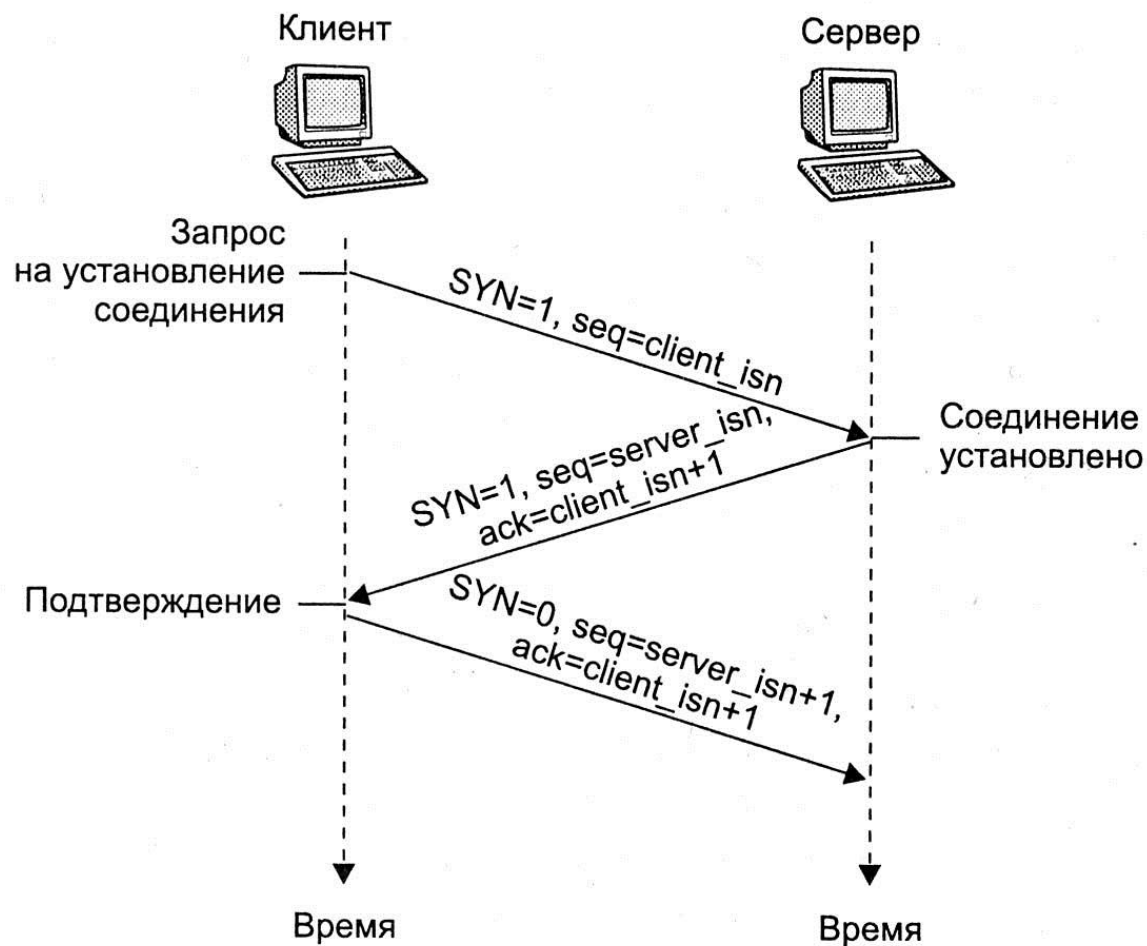 Клиент
Сервер
Запрос
на установление
соединения
SYN=1, seq=client_isn
Соединение
установлено
SYN=1, seq=server_isn,
ack=client_isn+1
Подтверждение
SYN=0, seq=server_isn+1,
ack=client_isn+1
Время
Время